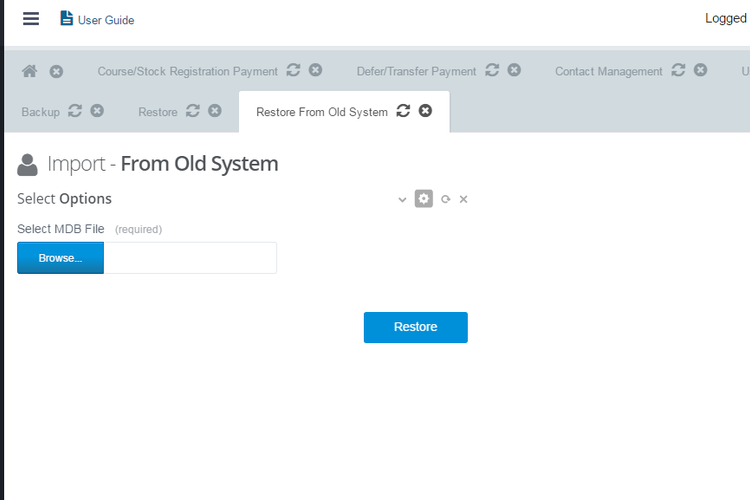 User Guide
Logged
Course/Stock Registration Payment
Defer/Transfer Payment
Contact Management
U
Backup
Restore
Restore From Old System
Import - From Old System
Select Options
Select MDB File (required)
Browse...
Restore